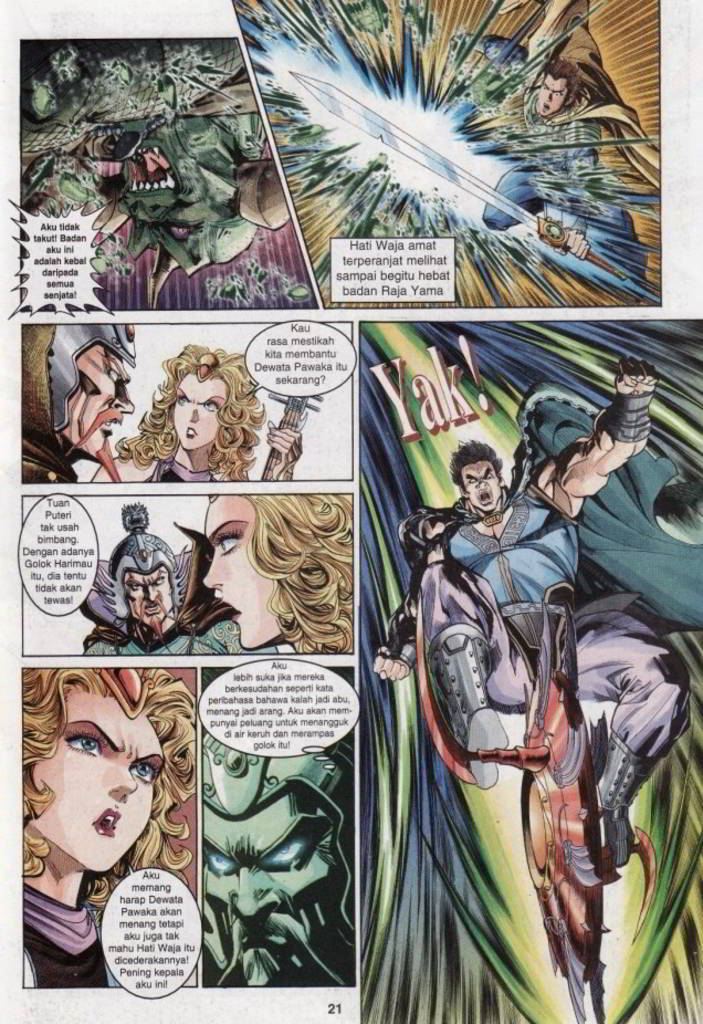 Aku tidak
takut! Badan
aku ini
adalah kebal
daripada
semua
senjata!
Hati Waja amat
terperanjat melihat
sampai begitu hebat
badan Raja Yama
Kau
rasa mestikah
kita membantu
Dewata Pawaka itu
sekarang?
Yak!
Tuan
Puteri
tak usah
bimbang.
Dengan adanya
Golok Harimau
itu, dia tentu
tidak akan
tewas!
Aku
memang
harap Dewata
Pawaka akan
menang tetapi
aku juga tak
mahu Hati Waja itu
dicederakannya!
Pening kepala
aku ini!
Aku
lebih suka jika mereka
berkesudahan seperti kata
peribahasa bahawa kalah jadi abu,
menang jadi arang. Aku akan mem-
punyai peluang untuk menangguk
di air keruh dan merampas
golok itu!
21